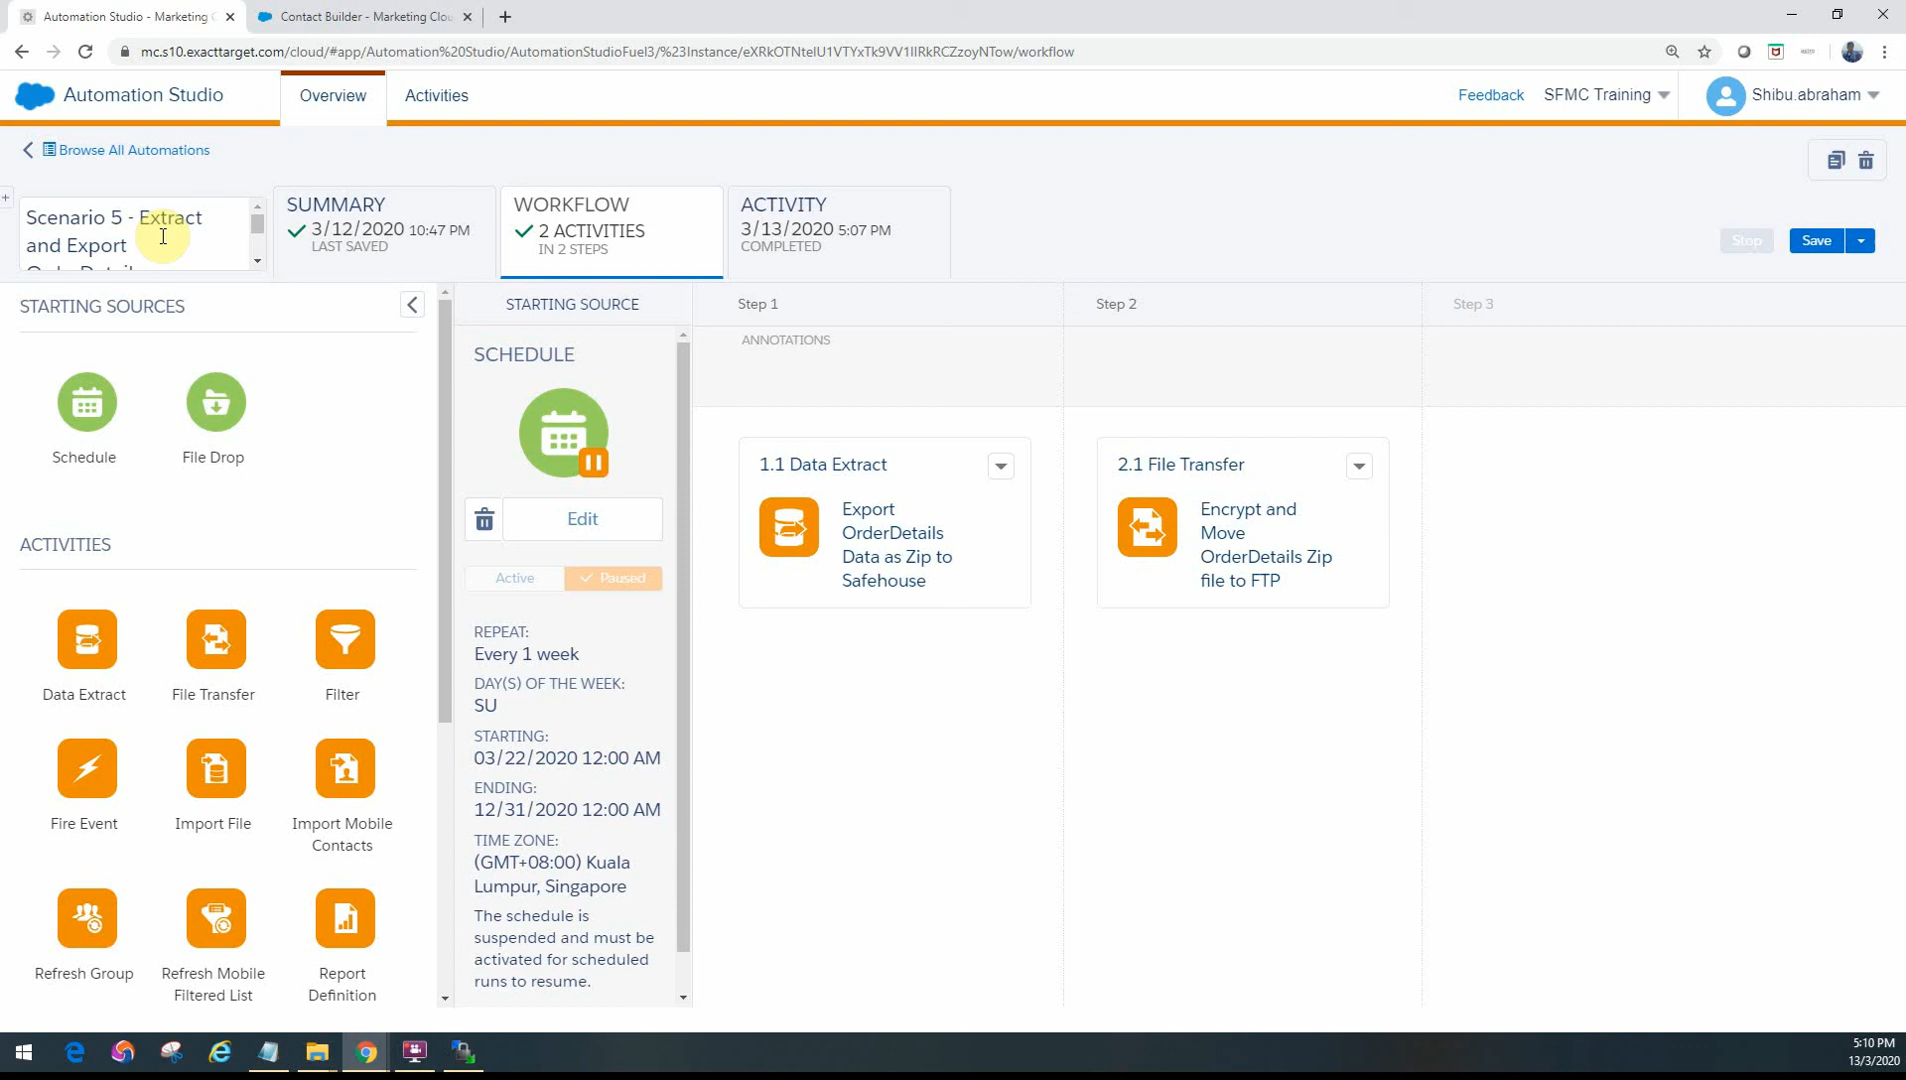 Automation Studio - Marketing C
Contact Builder - Marketing Clou
mc.s10.exacttarget.com/cloud/#app/Automation%20Studio/AutomationStudioFuel3/%23Instance/eXRkOTNtelU1VTYxTk9VV1lIRkRCZzoyNTow/workflow
Automation Studio
Overview
Activities
Feedback
SFMC Training
Shibu.abraham
Browse All Automations
Scenario 5 - Extract
and Export
SUMMARY
3/12/2020 10:47 PM
LAST SAVED
WORKFLOW
2 ACTIVITIES
IN 2 STEPS
ACTIVITY
3/13/2020 5:07 PM
COMPLETED
Stop
Save
STARTING SOURCES
Schedule
File Drop
ACTIVITIES
Data Extract
File Transfer
Filter
Fire Event
Import File
Import Mobile
Contacts
Refresh Group
Refresh Mobile
Filtered List
Report
Definition
STARTING SOURCE
SCHEDULE
Edit
Active
Paused
REPEAT:
Every 1 week
DAY(S) OF THE WEEK:
SU
STARTING:
03/22/2020 12:00 AM
ENDING:
12/31/2020 12:00 AM
TIME ZONE:
(GMT+08:00) Kuala
Lumpur, Singapore
The schedule is
suspended and must be
activated for scheduled
runs to resume.
Step 1
Step 2
Step 3
ANNOTATIONS
1.1 Data Extract
Export
OrderDetails
Data as Zip to
Safehouse
2.1 File Transfer
Encrypt and
Move
OrderDetails Zip
file to FTP
5:10 PM
13/3/2020